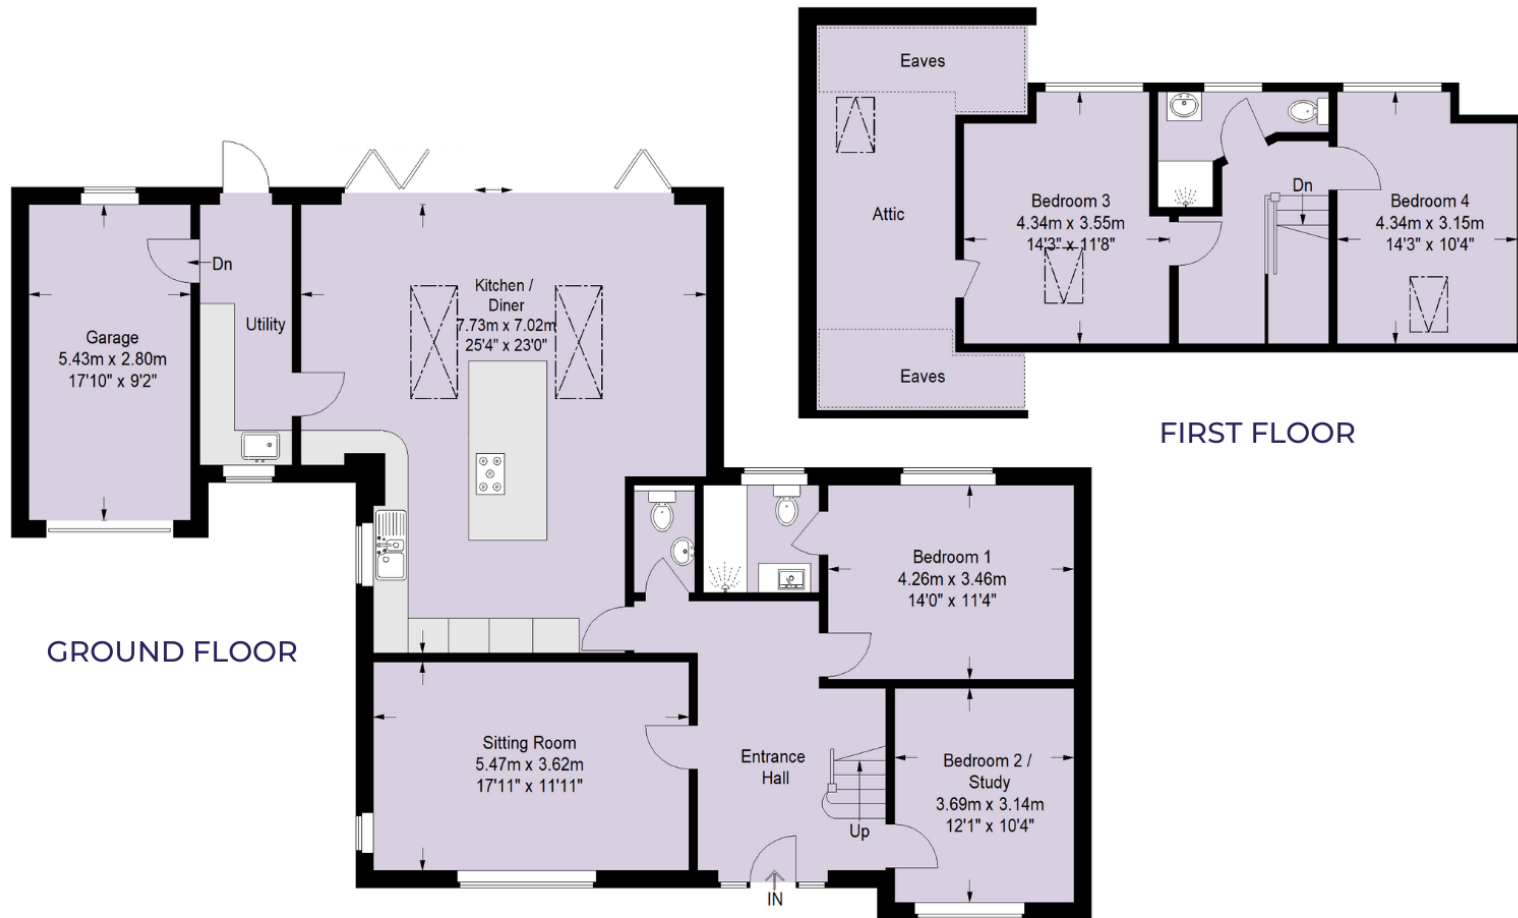 Eaves
Attic
Bedroom 3
4.34m x 3.55m
14'3" x 11'8"
Dn
Bedroom 4
4.34m x 3.15m
14'3" x 10'4"
Eaves
FIRST FLOOR
Dn
Utility
Garage
5.43m x 2.80m
17'10" x 9'2"
Kitchen /
Diner
7.73m x 7.02m
25'4" x 23'0"
Bedroom 1
4.26m x 3.46m
14'0" x 11'4"
GROUND FLOOR
Sitting Room
5.47m x 3.62m
17'11" x 11'11"
Entrance
Hall
Up
Bedroom 2 /
Study
3.69m x 3.14m
12'1" x 10'4"
IN